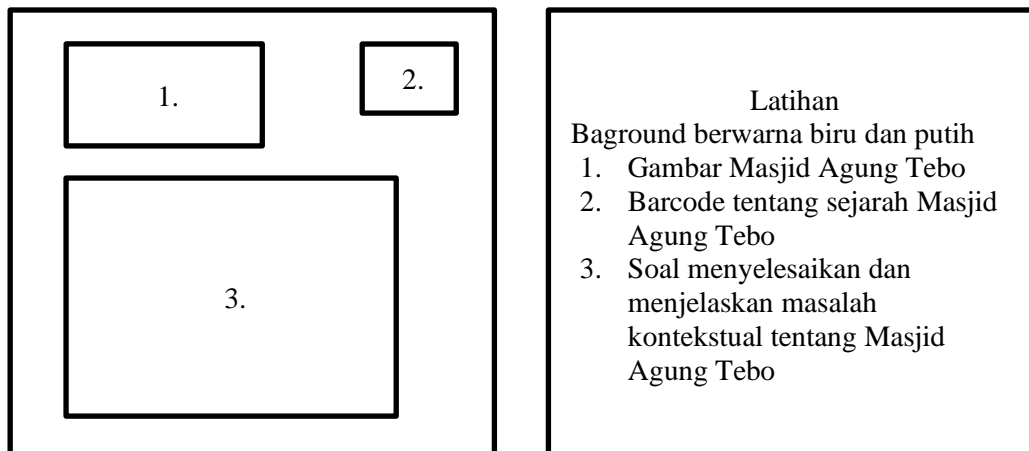 1.
2.
3.
Latihan
Baground berwarna biru dan putih
1. Gambar Masjid Agung Tebo
2. Barcode tentang sejarah Masjid
Agung Tebo
3. Soal menyelesaikan dan
menjelaskan masalah
kontekstual tentang Masjid
Agung Tebo